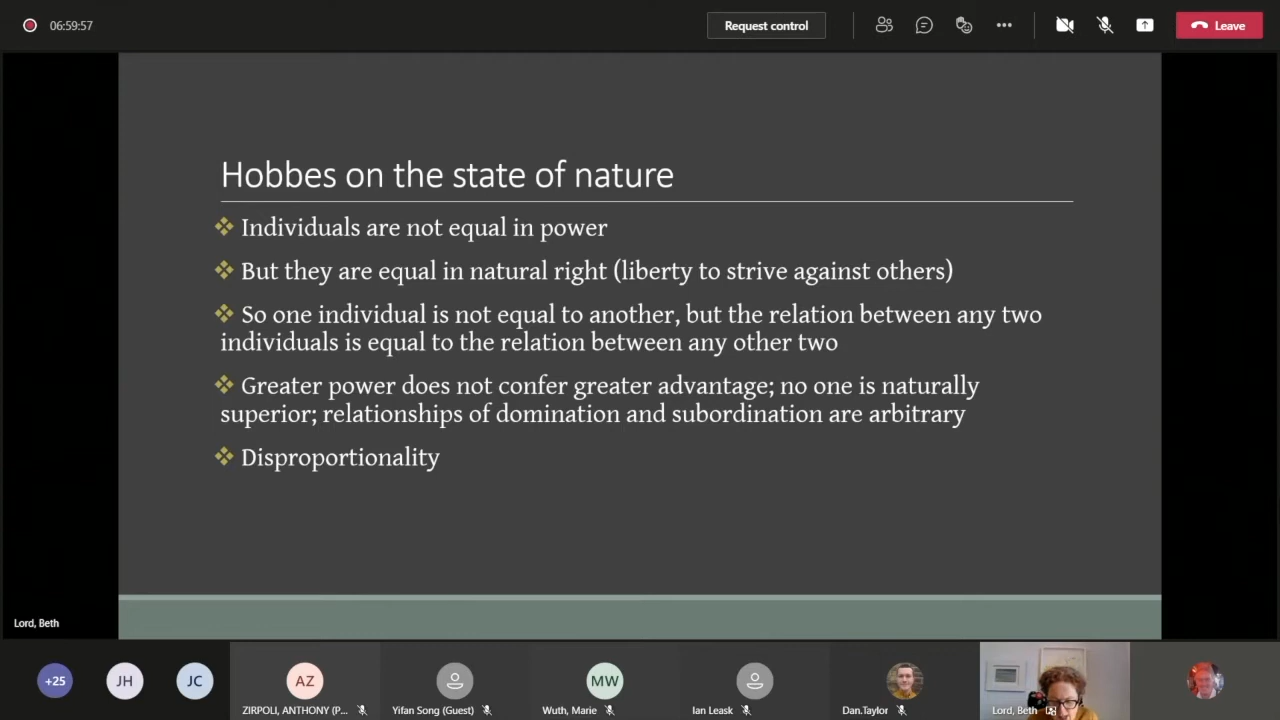 06:59:57
Request control
Leave
Hobbes on the state of nature
❖ Individuals are not equal in power
❖ But they are equal in natural right (liberty to strive against others)
❖ So one individual is not equal to another, but the relation between any two
individuals is equal to the relation between any other two
❖ Greater power does not confer greater advantage; no one is naturally
superior; relationships of domination and subordination are arbitrary
❖ Disproportionality
Lord, Beth
+25
JH
JC
AZ
MW
ZIRPOLI, ANTHONY (P...
Yifan Song (Guest)
Wuth, Marie
Ian Leask
Dan.Taylor
Lord, Beth